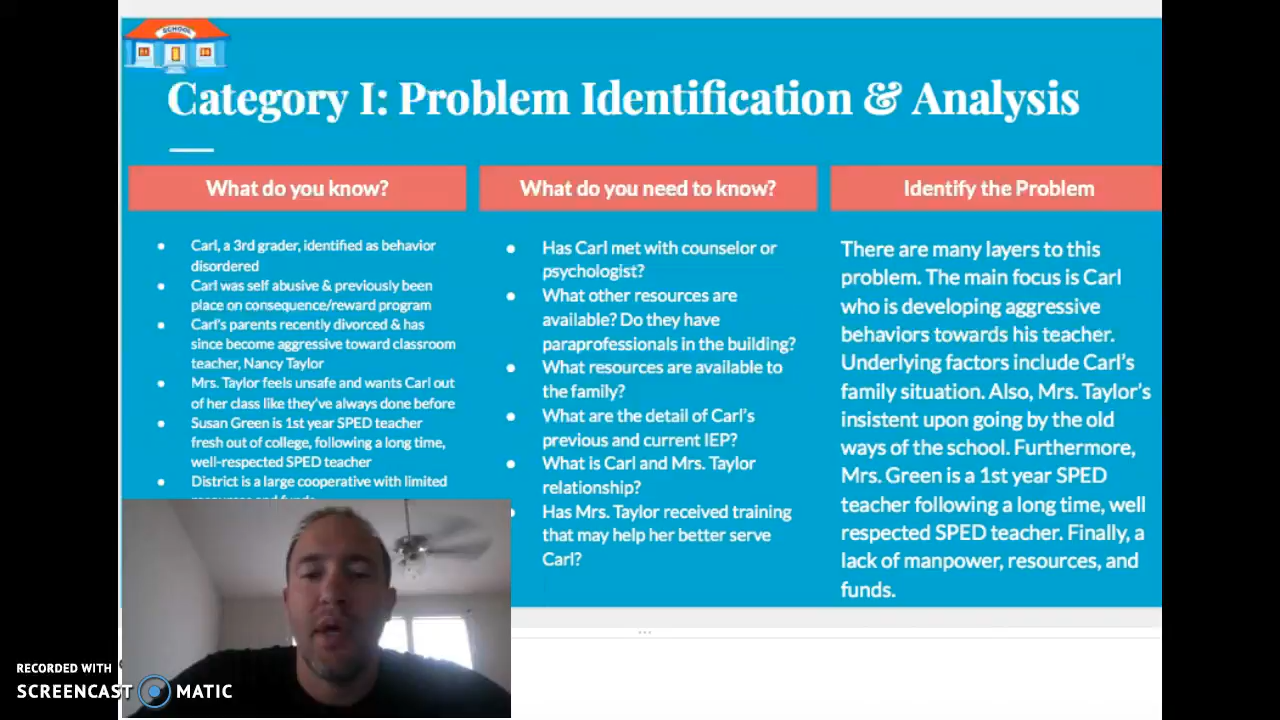 SCHOOL
Category I: Problem Identification & Analysis
What do you know?
Carl, a 3rd grader, identified as behavior
disordered
Carl was self abusive & previously been
place on consequence/reward program
Carl's parents recently divorced & has
since become aggressive toward classroom
teacher, Nancy Taylor
Mrs. Taylor feels unsafe and wants Carl out
of her class like they've always done before
Susan Green is 1st year SPED teacher
fresh out of college, following a long time,
well-respected SPED teacher
District is a large cooperative with limited
resources and funds
What do you need to know?
Has Carl met with counselor or
psychologist?
What other resources are
available? Do they have
paraprofessionals in the building?
What resources are available to
the family?
What are the detail of Carl's
previous and current IEP?
What is Carl and Mrs. Taylor
relationship?
Has Mrs. Taylor received training
that may help her better serve
Carl?
Identify the Problem
There are many layers to this
problem. The main focus is Carl
who is developing aggressive
behaviors towards his teacher.
Underlying factors include Carl's
family situation. Also, Mrs. Taylor's
insistent upon going by the old
ways of the school. Furthermore,
Mrs. Green is a 1st year SPED
teacher following a long time, well
respected SPED teacher. Finally, a
lack of manpower, resources, and
funds.
RECORDED WITH
SCREENCAST MATIC